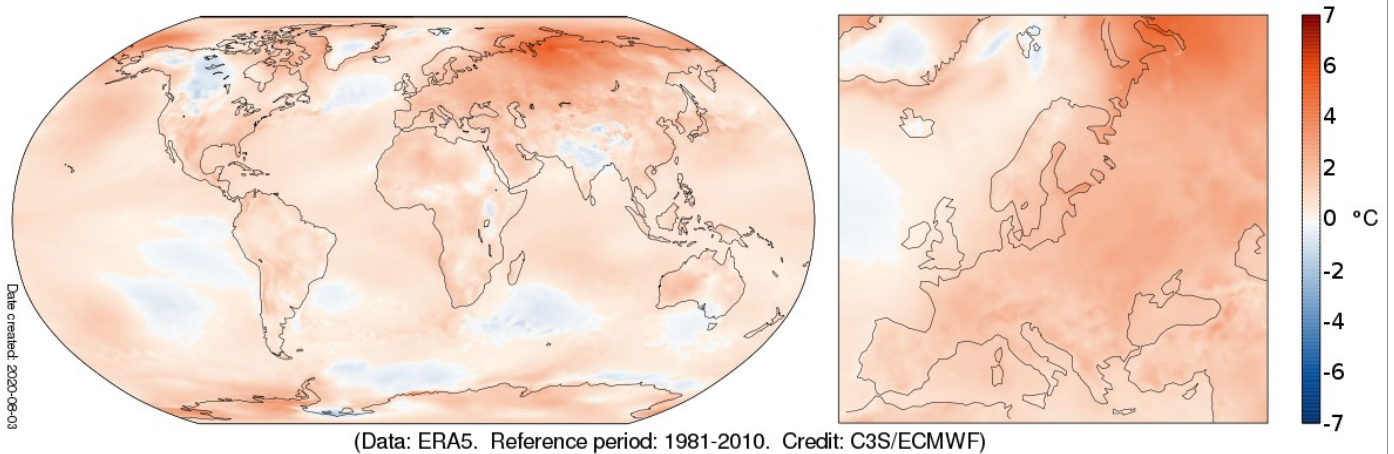 7
6
4
2
0 °C
-2
-4
-6
-7
Date created: 2020-08-03
(Data: ERA5. Reference period: 1981-2010. Credit: C3S/ECMWF)